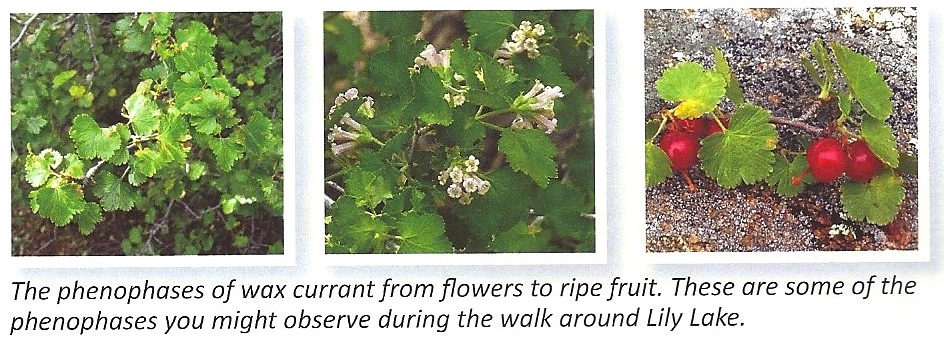 The phenophases of wax currant from flowers to ripe fruit. These are some of the
phenophases you might observe during the walk around Lily Lake.